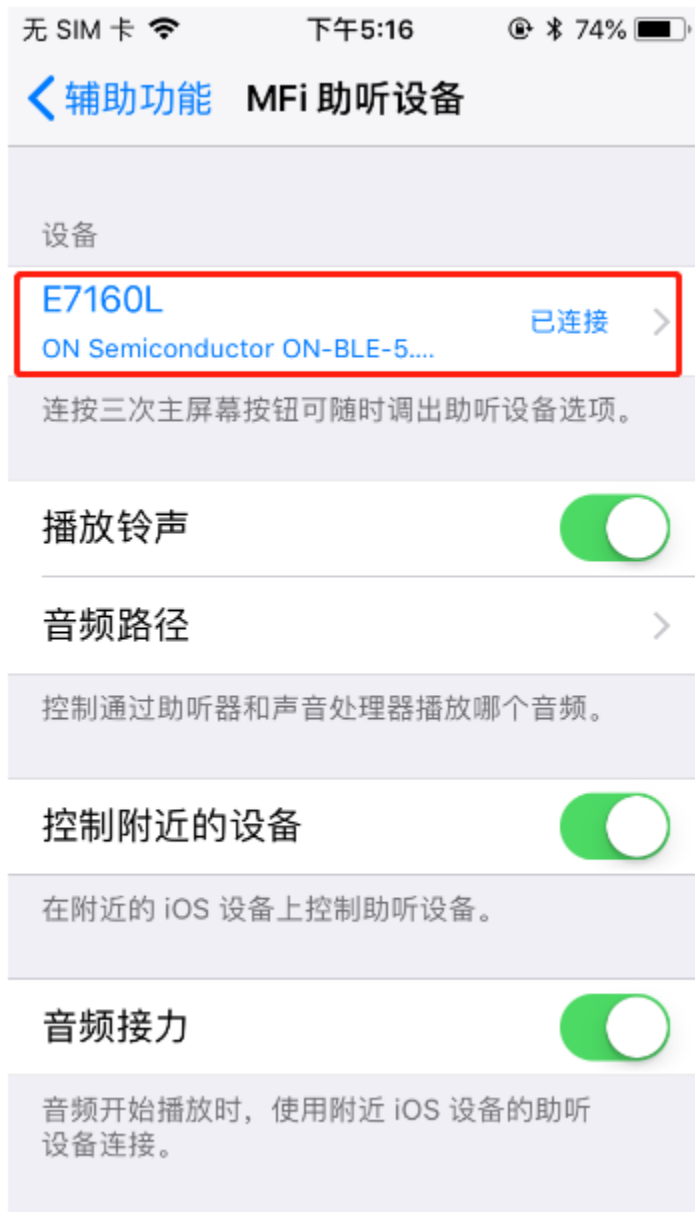 无 SIM 卡 下午5:16 74%
辅助功能 MFi 助听设备
设备
E7160L
已连接
ON Semiconductor ON-BLE-5....
连按三次主屏幕按钮可随时调出助听设备选项。
播放铃声
音频路径
控制通过助听器和声音处理器播放哪个音频。
控制附近的设备
在附近的 iOS 设备上控制助听设备。
音频接力
音频开始播放时，使用附近 iOS 设备的助听
设备连接。